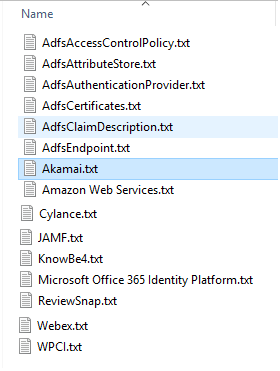 Name
AdfsAccessControlPolicy.txt
AdfsAttributeStore.txt
AdfsAuthenticationProvider.txt
AdfsCertificates.txt
AdfsClaimDescription.txt
AdfsEndpoint.txt
Akamai.txt
Amazon Web Services.txt
Cylance.txt
JAMF.txt
KnowBe4.txt
Microsoft Office 365 Identity Platform.txt
ReviewSnap.txt
Webex.txt
WPCI.txt